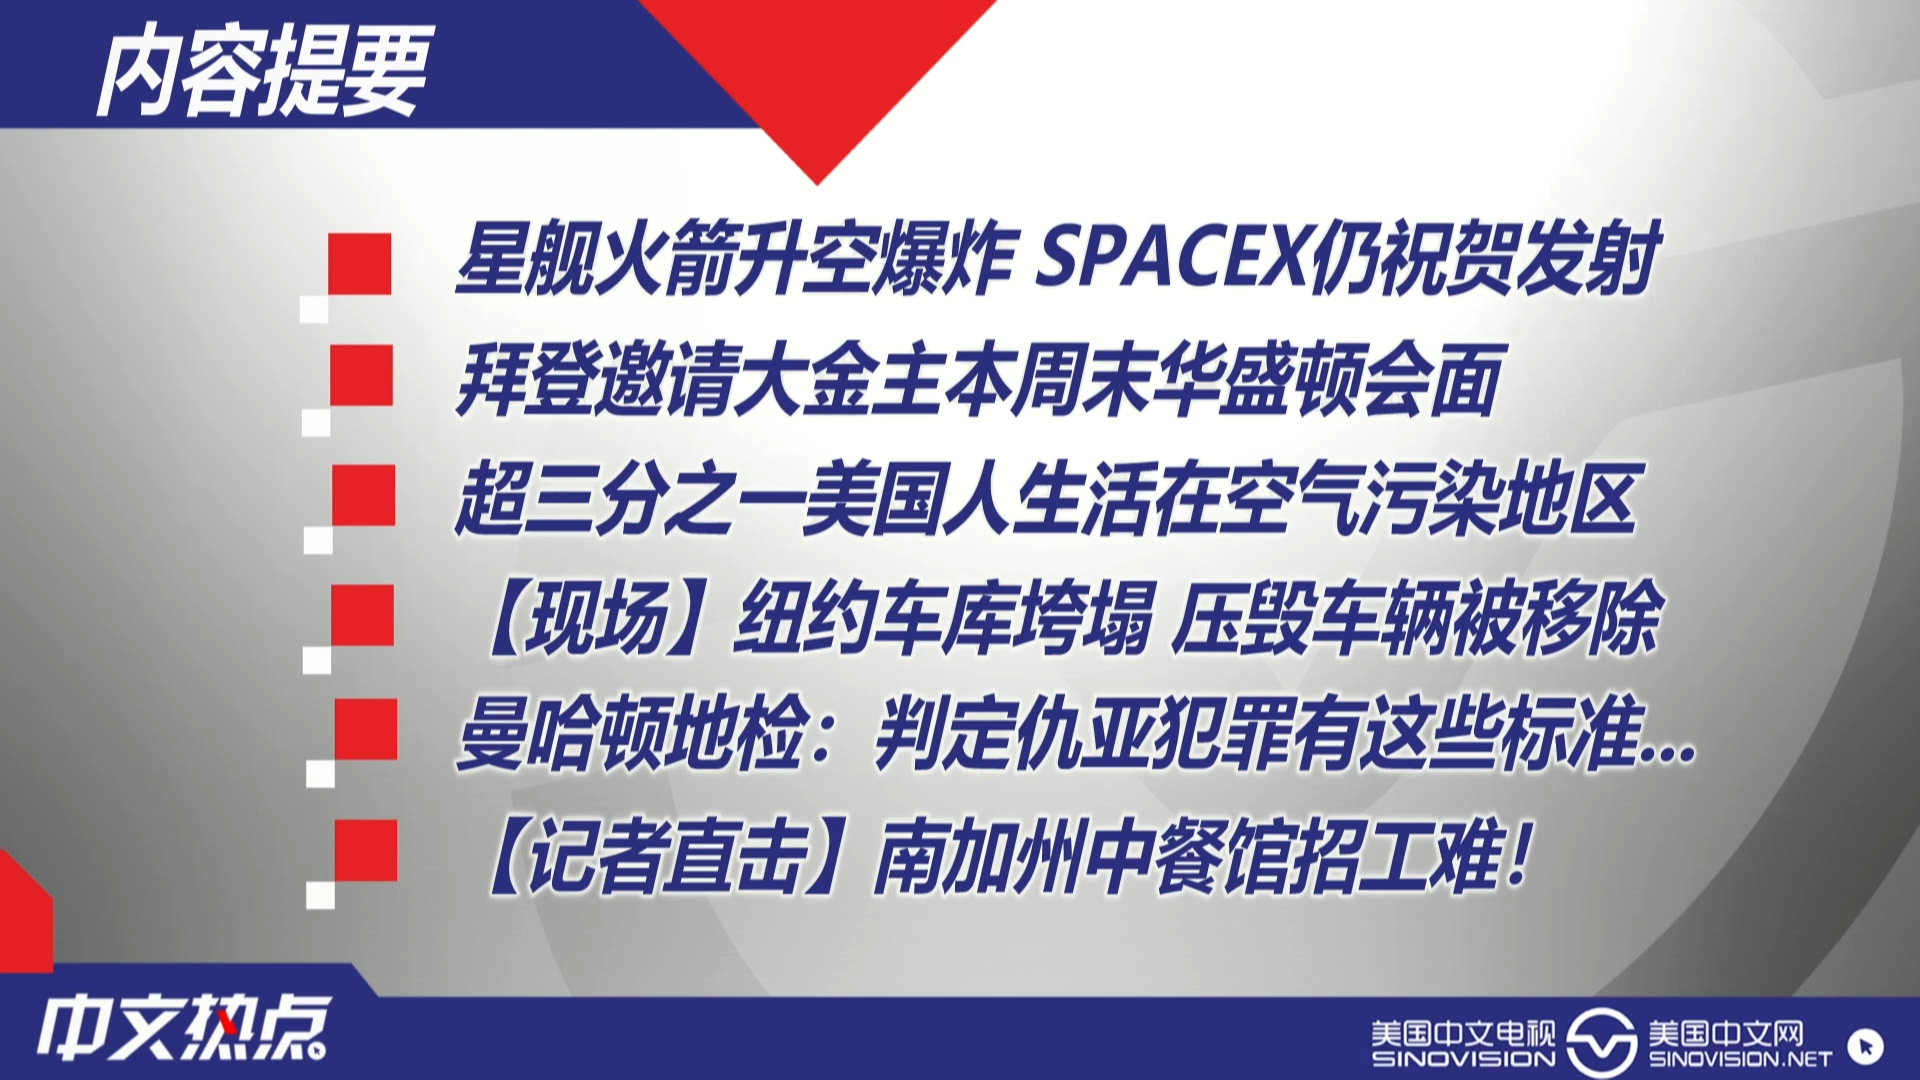 内容提要
星舰火箭升空爆炸 SPACEX仍祝贺发射
拜登邀请大金主本周末华盛顿会面
超三分之一美国人生活在空气污染地区
【现场】纽约车库垮塌 压毁车辆被移除
曼哈顿地检：判定仇亚犯罪有这些标准...
【记者直击】南加州中餐馆招工难！
中文热点
美国中文电视 美国中文网
SINOVISION SINOVISION.NET